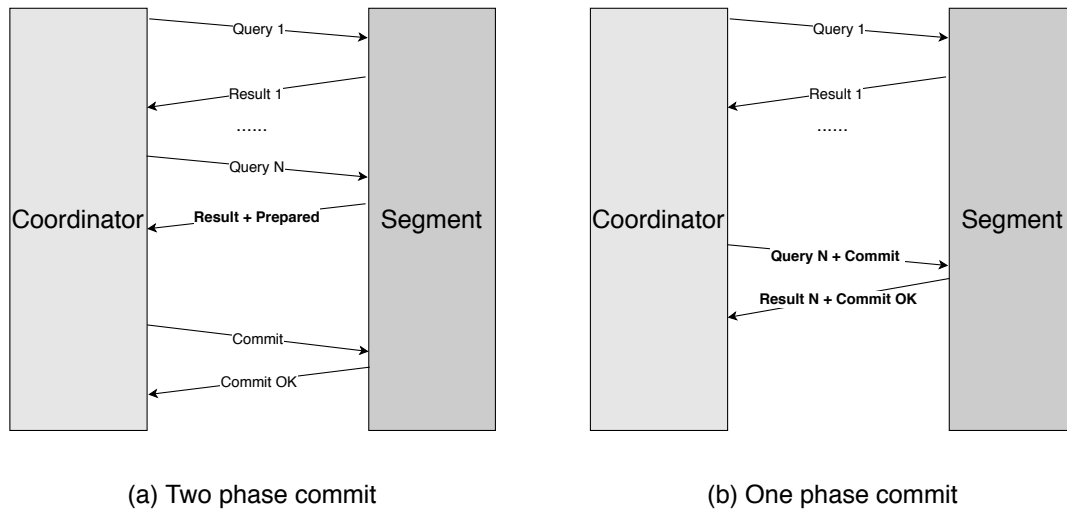 Query 1
Result 1
......
Query N
Coordinator
Result + Prepared
Segment
Commit
Commit OK
(a) Two phase commit
Query 1
Result 1
......
Coordinator
Segment
Query N + Commit
Result N + Commit OK
(b) One phase commit